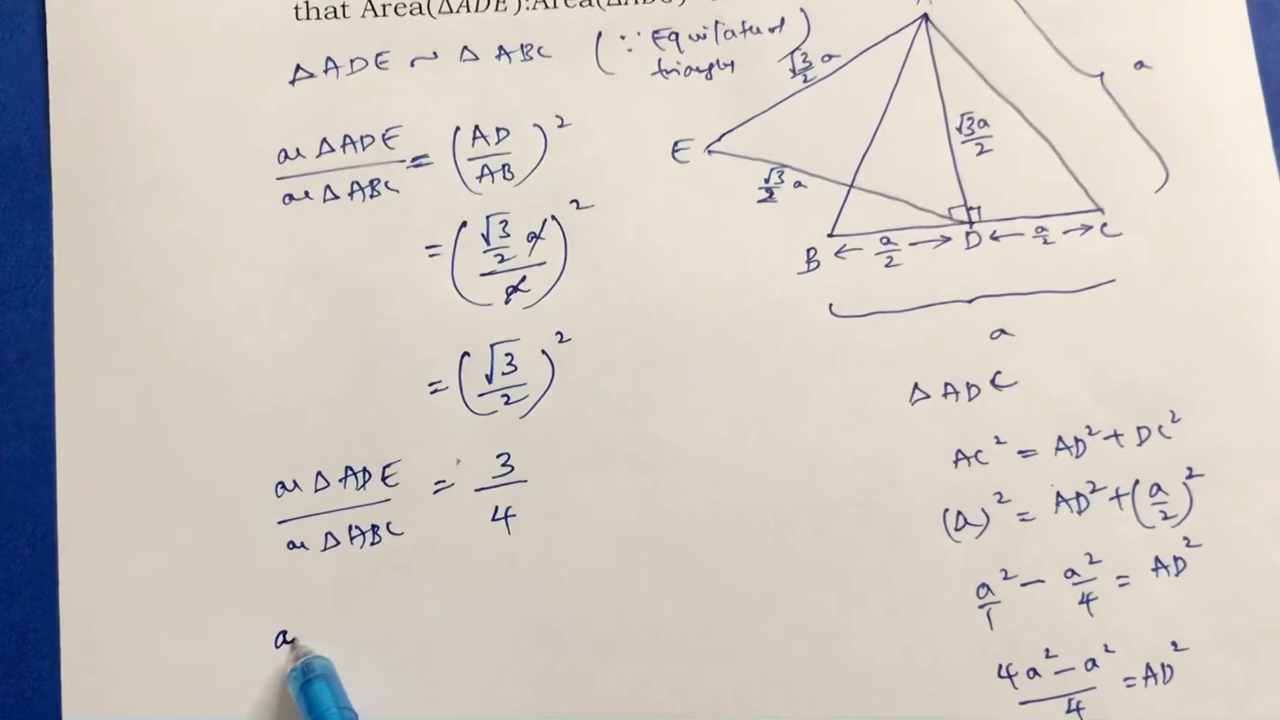 that Area(ΔADE):Area(ΔABC)
ΔADE ~ ΔABC (∵ Equilateral
triangles)
ar ΔADE / ar ΔABC = (AD/AB)²
= (√3/2 a / a)²
= (√3/2)²
ar ΔADE / ar ΔABC = 3/4
a
A
√3/2 a
a
√3a/2
E
√3/2 a
B ← a/2 → D ← a/2 → C
a
Δ ADC
AC² = AD² + DC²
(a)² = AD² + (a/2)²
a²/1 − a²/4 = AD²
4a² − a²/4 = AD²